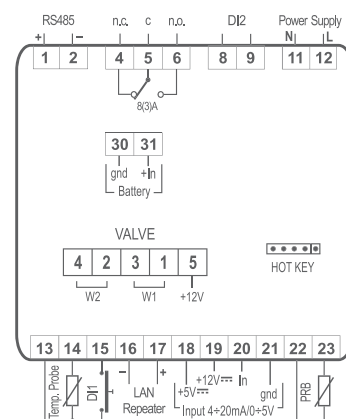 RS485 n.c. c n.o. DI2 Power Supply
+ − N L
1 2 4 5 6 8 9 11 12
8(3)A
30 31
gnd +In
Battery
VALVE
4 2 3 1 5
W2 W1 +12V
HOT KEY
13 14 15 16 17 18 19 20 21 22 23
Temp. Probe
DI1
− +
LAN
Repeater
+5V +12V In gnd
Input 4÷20mA/0÷5V
PRB